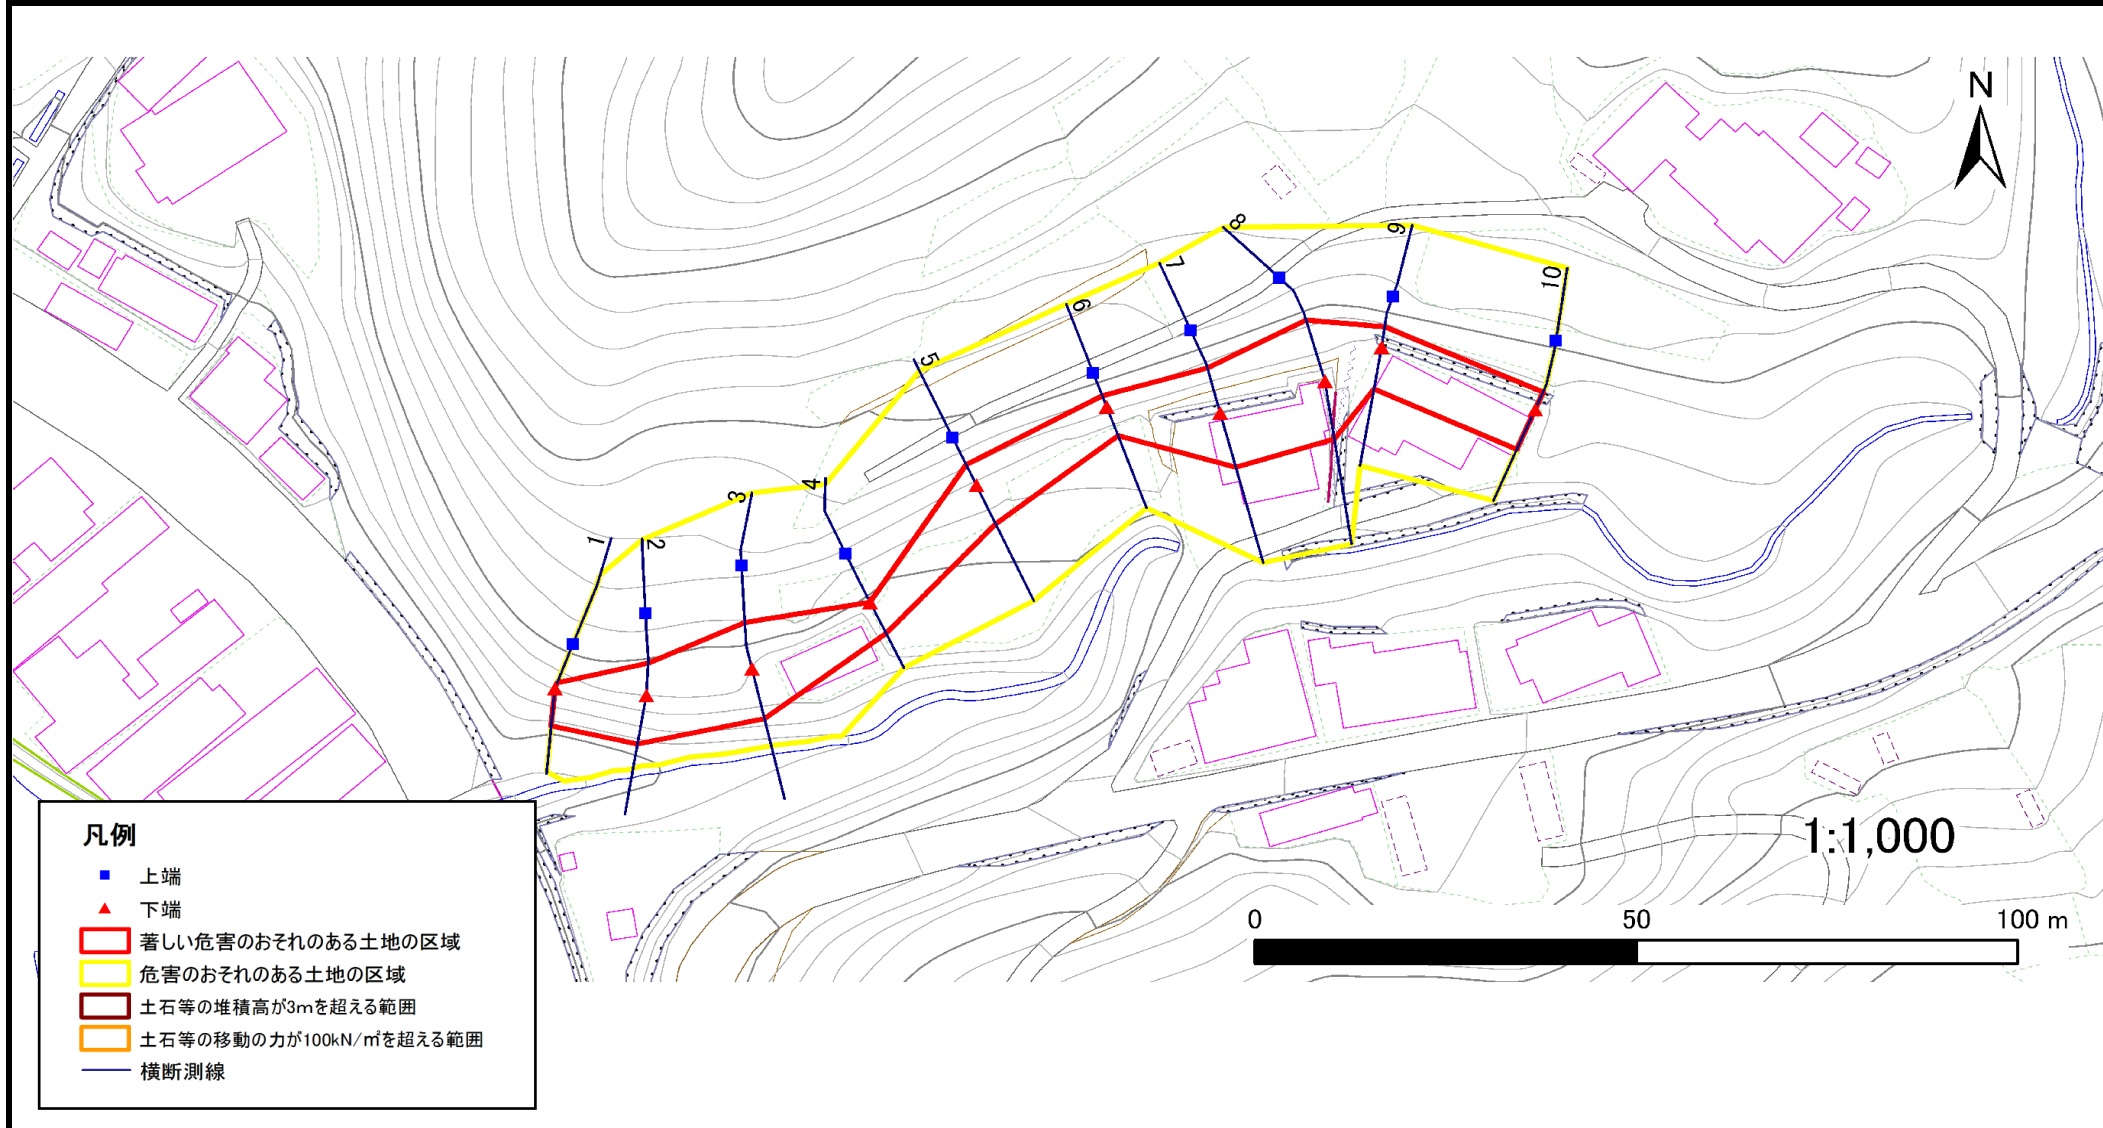 N
8
9
7
10
6
5
4
3
1
2
1:1,000
0 50 100 m
凡例
上端
下端
著しい危害のおそれのある土地の区域
危害のおそれのある土地の区域
土石等の堆積高が3mを超える範囲
土石等の移動の力が100kN/㎡を超える範囲
横断測線